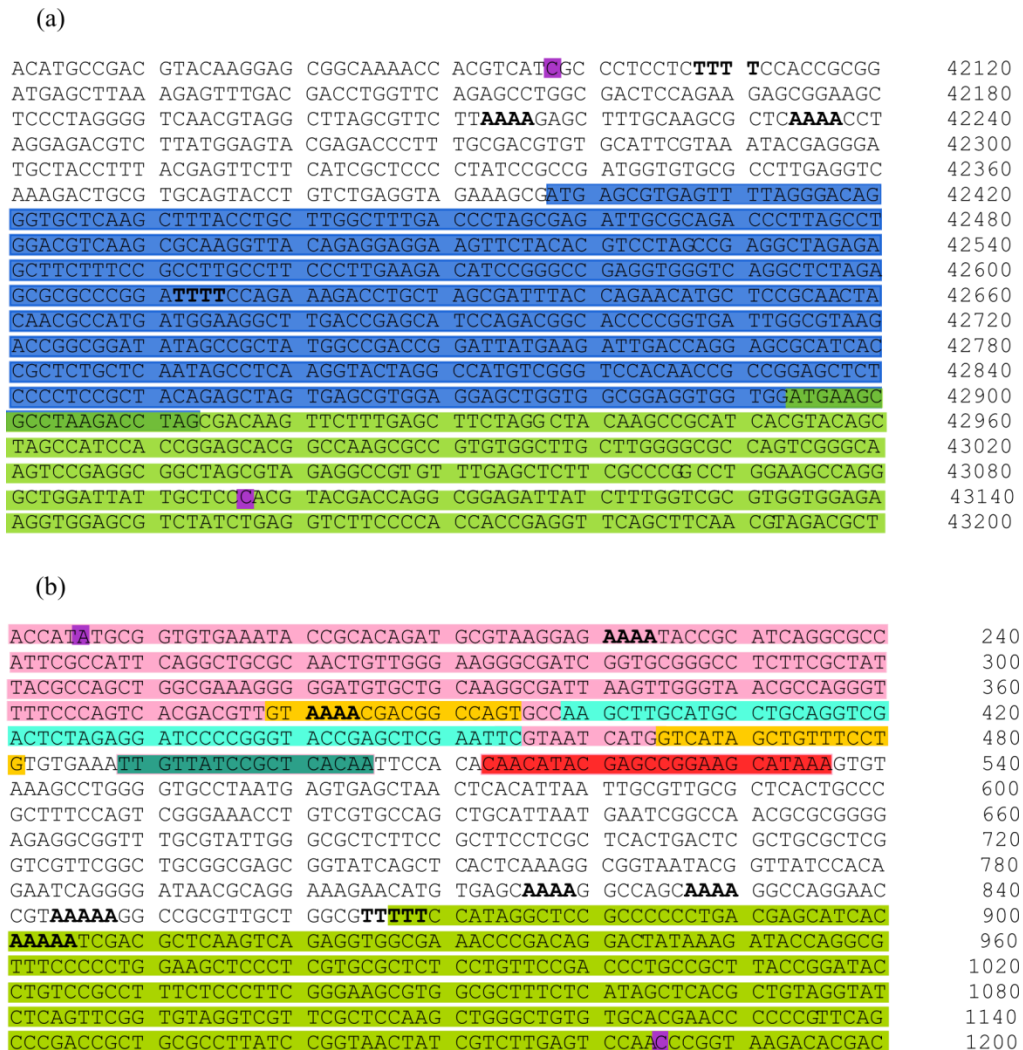 (a)
ACATGCCGAC GTACAAGGAG CGGCAAAACC ACGTCATCGC CCTCCTCTTT TCCACCGCGG 42120
ATGAGCTTAA AGAGTTTGAC GACCTGGTTC AGAGCCTGGC GACTCCAGAA GAGCGGAAGC 42180
TCCCTAGGGG TCAACGTAGG CTTAGCGTTC TTAAAAGAGC TTTGCAAGCG CTCAAAACCT 42240
AGGAGACGTC TTATGGAGTA CGAGACCCTT TGCGACGTGT GCATTCGTAA ATACGAGGGA 42300
TGCTACCTTT ACGAGTTCTT CATCGCTCCC CTATCCGCCG ATGGTGTGCG CCTTGAGGTC 42360
AAAGACTGCG TGCAGTACCT GTCTGAGGTA GAAAGCGATG AGCGTGAGTT TTAGGGACAG 42420
GGTGCTCAAG CTTTACCTGC TTGGCTTTGA CCCTAGCGAG ATTGCGCAGA CCCTTAGCCT 42480
GGACGTCAAG CGCAAGGTTA CAGAGGAGGA AGTTCTACAC GTCCTAGCCG AGGCTAGAGA 42540
GCTTCTTTCC GCCTTGCCTT CCCTTGAAGA CATCCGGGCC GAGGTGGGTC AGGCTCTAGA 42600
GCGCGCCCGG ATTTTCCAGA AAGACCTGCT AGCGATTTAC CAGAACATGC TCCGCAACTA 42660
CAACGCCATG ATGGAAGGCT TGACCGAGCA TCCAGACGGC ACCCCGGTGA TTGGCGTAAG 42720
ACCGGCGGAT ATAGCCGCTA TGGCCGACCG GATTATGAAG ATTGACCAGG AGCGCATCAC 42780
CGCTCTGCTC AATAGCCTCA AGGTACTAGG CATGTCGGGT CCACAACCGC CGGAGCTCT 42840
CCCCTCCGCT ACAGAGCTAG TGAGCGTGGA GGAGCTGGTG GCGGAGGTGG TGGATGAAGC 42900
GCCTAAGACC TAGCGACAAG TTCTTTGAGC TTCTAGGCTA CAAGCCGCAT CACGTACAGC 42960
TAGCCATCCA CCGGAGCACG GCCAAGCGCC GTGTGGCTTGC TTGGGGCGC CAGTCGGGCA 43020
AGTCCGAGGC GGCTAGCGTA GAGGCCGTGT TTGAGCTCTT CGCCCGGCCT GGAAGCCAGG 43080
GCTGGATTAT TGCTCCCACG TACGACCAGG CGGAGATTAT CTTTGGTCGC GTGGTGGAGA 43140
AGGTGGAGCG TCTATCTGAG GTCTTCCCCA CCACCGAGGT TCAGCTTCAA CGTAGACGCT 43200
(b)
ACCATATGCG GTGTGAAATA CCGCACAGAT GCGTAAGGAG AAAATACCGC ATCAGGCGCC 240
ATTCGCCATT CAGGCTGCGC AACTGTTGGG AAGGGCGATC GGTGCGGGCC TCTTCGCTAT 300
TACGCCAGCT GGCGAAAGGG GGATGTGCTG CAAGGCGATT AAGTTGGGTA ACGCCAGGGT 360
TTTCCCAGTC ACGACGTTGT AAAACGACGG CCAGTGCCAA GCTTGCATGC CTGCAGGTCG 420
ACTCTAGAGG ATCCCCGGGT ACCGAGCTCG AATTCGTAAT CATGGTCATA GCTGTTTCCT 480
GTGTGAAATT GTTATCCGCT CACAATTCCA CACAACATAC GAGCCGGAAG CATAAAGTGT 540
AAAGCCTGGG GTGCCTAATG AGTGAGCTAA CTCACATTAA TTGCGTTGCG CTCACTGCCC 600
GCTTTCCAGT CGGGAAACCT GTCGTGCCAG CTGCATTAAT GAATCGGCCA ACGCGCGGGG 660
AGAGGCGGTT TGCGTATTGG GCGCTCTTCC GCTTCCTCGC TCACTGACTC GCTGCGCTCG 720
GTCGTTCGGC TGCGGCGAGC GGTATCAGCT CACTCAAAGG CGGTAATACG GTTATCCACA 780
GAATCAGGGG ATAACGCAGG AAAGAACATG TGAGCAAAAG GCCAGCAAAA GGCCAGGAAC 840
CGTAAAAAGG CCGCGTTGCT GGCGTTTTTC CATAGGCTCC GCCCCCCTGA CGAGCATCAC 900
AAAAATCGAC GCTCAAGTCA GAGGTGGCGA AACCCGACAG GACTATAAAG ATACCAGGCG 960
TTTCCCCCTG GAAGCTCCCT CGTGCGCTCT CCTGTTCCGA CCCTGCCGCT TACCGGATAC 1020
CTGTCCGCCT TTCTCCCTTC GGGAAGCGTG GCGCTTTCTC ATAGCTCACG CTGTAGGTAT 1080
CTCAGTTCGG TGTAGGTCGT TCGCTCCAAG CTGGGCTGTG TGCACGAACC CCCCGTTCAG 1140
CCCGACCGCT GCGCCTTATC CGGTAACTAT CGTCTTGAGT CCAACCCGGT AAGACACGAC 1200